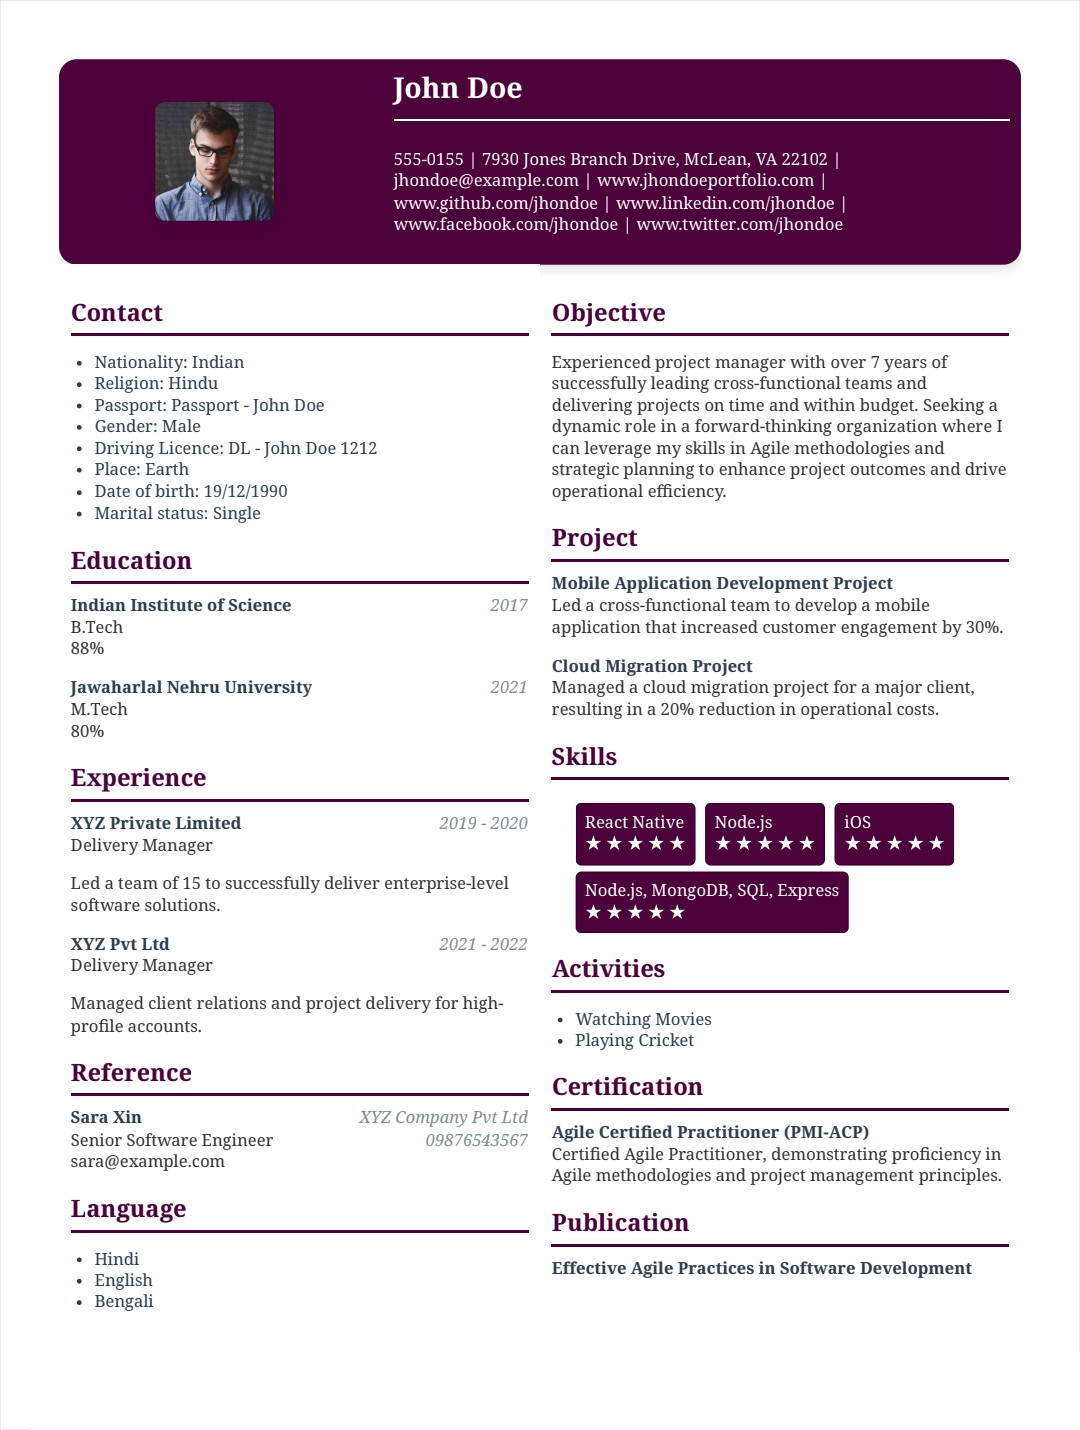 John Doe
555-0155 | 7930 Jones Branch Drive, McLean, VA 22102 |
jhondoe@example.com | www.jhondoeportfolio.com |
www.github.com/jhondoe | www.linkedin.com/jhondoe |
www.facebook.com/jhondoe | www.twitter.com/jhondoe
Contact
• Nationality: Indian
• Religion: Hindu
• Passport: Passport - John Doe
• Gender: Male
• Driving Licence: DL - John Doe 1212
• Place: Earth
• Date of birth: 19/12/1990
• Marital status: Single
Education
Indian Institute of Science 2017
B.Tech
88%
Jawaharlal Nehru University 2021
M.Tech
80%
Experience
XYZ Private Limited 2019 - 2020
Delivery Manager
Led a team of 15 to successfully deliver enterprise-level
software solutions.
XYZ Pvt Ltd 2021 - 2022
Delivery Manager
Managed client relations and project delivery for high-
profile accounts.
Reference
Sara Xin XYZ Company Pvt Ltd
Senior Software Engineer 09876543567
sara@example.com
Language
• Hindi
• English
• Bengali
Objective
Experienced project manager with over 7 years of
successfully leading cross-functional teams and
delivering projects on time and within budget. Seeking a
dynamic role in a forward-thinking organization where I
can leverage my skills in Agile methodologies and
strategic planning to enhance project outcomes and drive
operational efficiency.
Project
Mobile Application Development Project
Led a cross-functional team to develop a mobile
application that increased customer engagement by 30%.
Cloud Migration Project
Managed a cloud migration project for a major client,
resulting in a 20% reduction in operational costs.
Skills
React Native
★ ★ ★ ★ ★
Node.js
★ ★ ★ ★ ★
iOS
★ ★ ★ ★ ★
Node.js, MongoDB, SQL, Express
★ ★ ★ ★ ★
Activities
• Watching Movies
• Playing Cricket
Certification
Agile Certified Practitioner (PMI-ACP)
Certified Agile Practitioner, demonstrating proficiency in
Agile methodologies and project management principles.
Publication
Effective Agile Practices in Software Development